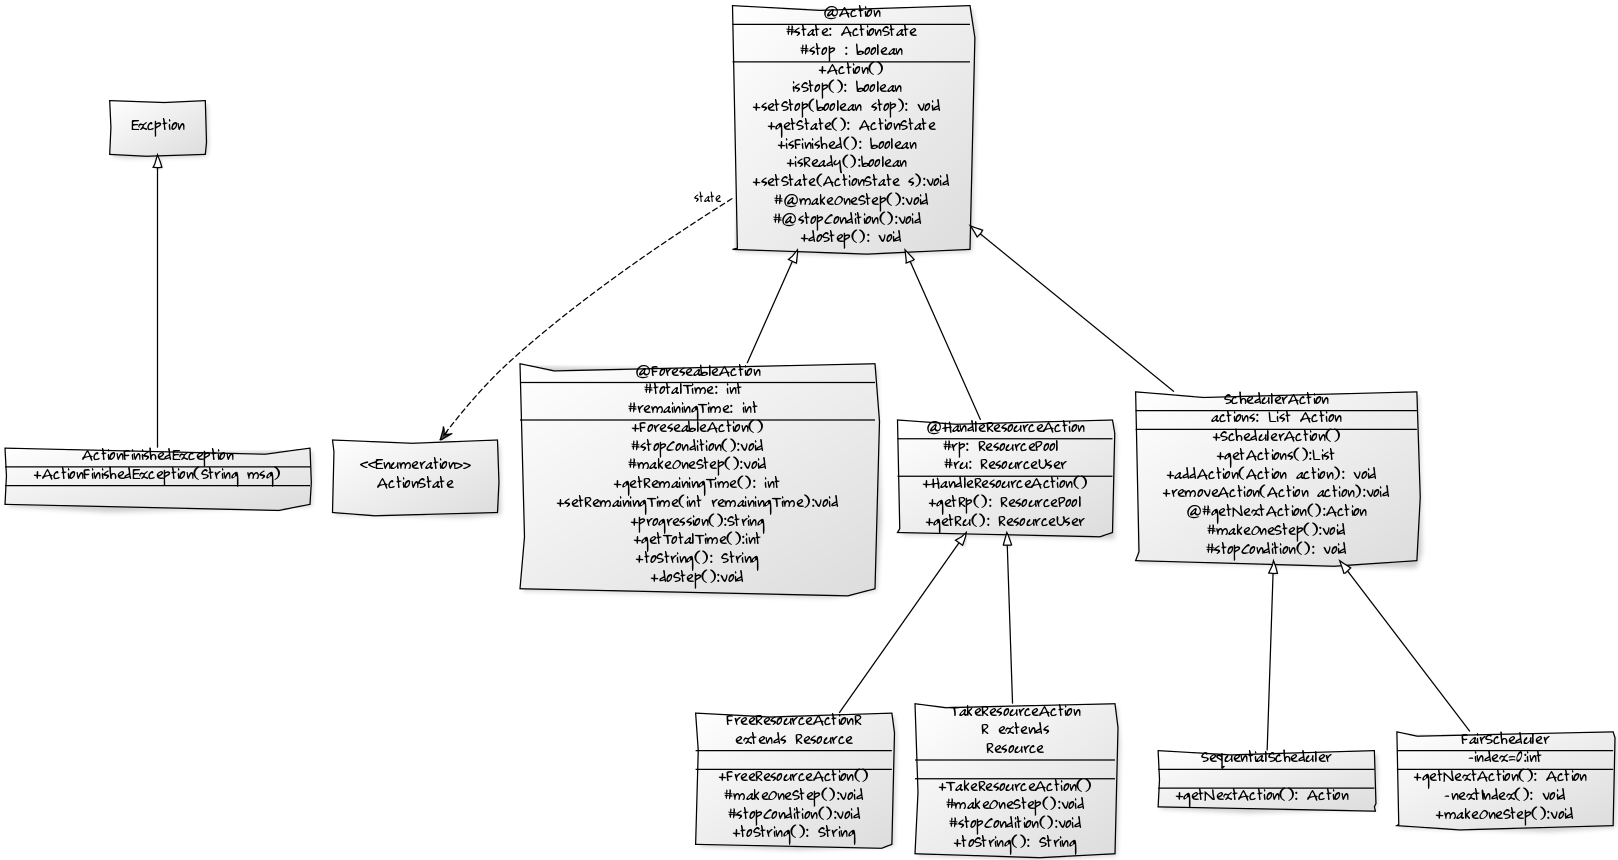 @Action
#state: ActionState
#stop : boolean
+Action()
isStop(): boolean
+setStop(boolean stop): void
+getState(): ActionState
+isFinished(): boolean
+isReady():boolean
+setState(ActionState s):void
#@makeOneStep():void
#@stopCondition():void
+doStep(): void
Excption
state
@ForeseableAction
#totalTime: int
#remainingTime: int
+ForeseableAction()
#stopCondition():void
#makeOneStep():void
+getRemainingTime(): int
+setRemainingTime(int remainingTime):void
+progression():String
+getTotalTime():int
+toString(): String
+doStep():void
@HandleResourceAction
#rp: ResourcePool
#ru: ResourceUser
+HandleResourceAction()
+getRp(): ResourcePool
+getRu(): ResourceUser
SchedulerAction
actions: List Action
+SchedulerAction()
+getActions():List
+addAction(Action action): void
+removeAction(Action action):void
@#getNextAction():Action
#makeOneStep():void
#stopCondition(): void
ActionFinishedException
+ActionFinishedException(String msg)
<<Enumeration>>
ActionState
FreeResourceActionR
extends Resource
+FreeResourceAction()
#makeOneStep():void
#stopCondition():void
+toString(): String
TakeResourceAction
R extends
Resource
+TakeResourceAction()
#makeOneStep():void
#stopCondition():void
+toString(): String
SequentialScheduler
+getNextAction(): Action
FairScheduler
-index=0:int
+getNextAction(): Action
-nextIndex(): void
+makeOneStep():void